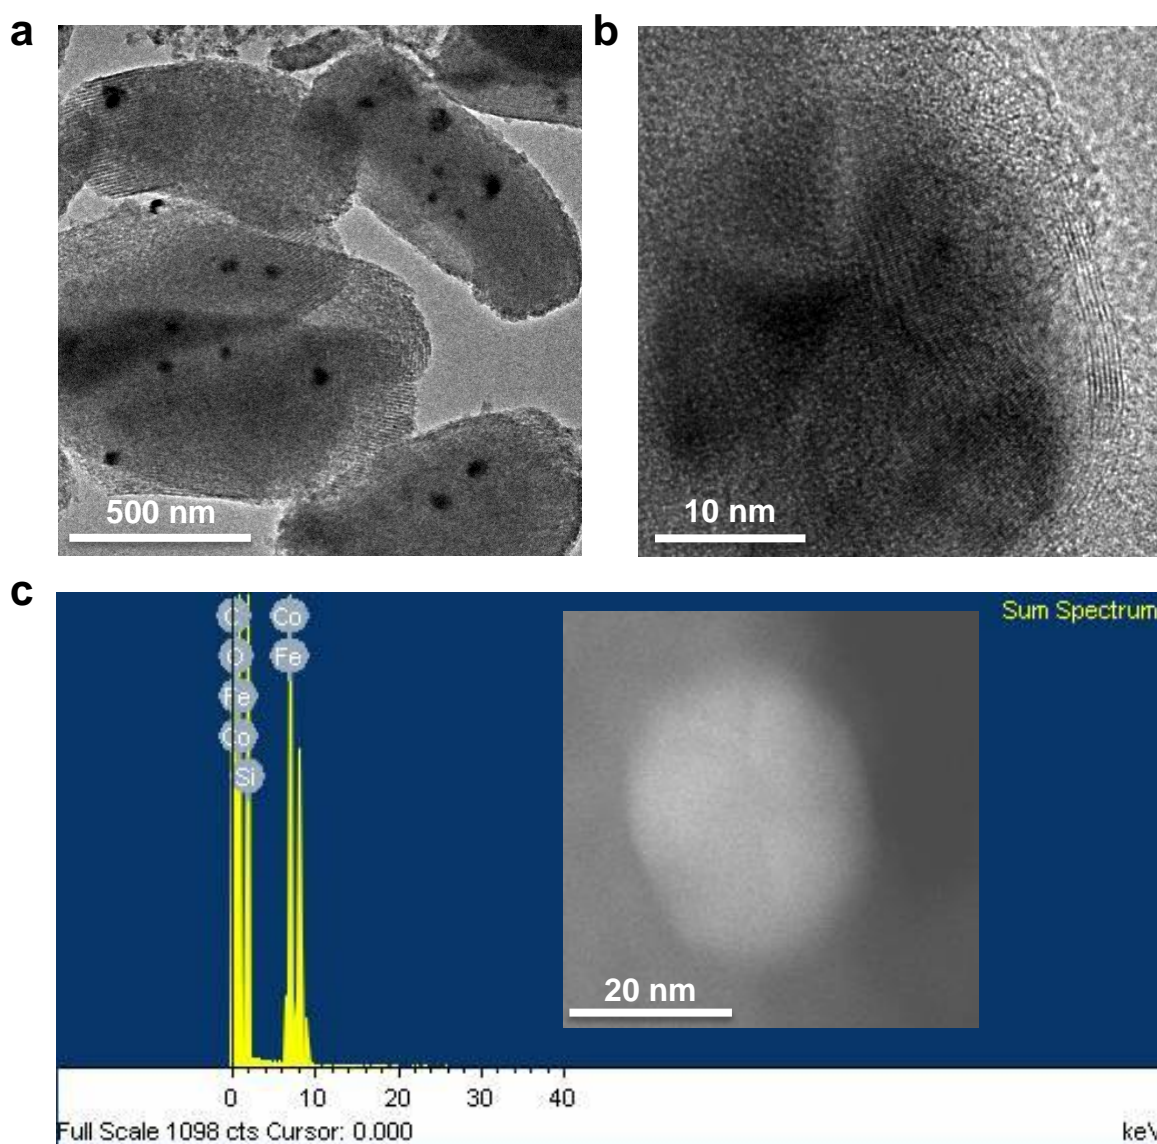 a
b
500 nm
10 nm
c
C Co
O Fe
Fe
Co
Si
Sum Spectrum
20 nm
0 10 20 30 40
Full Scale 1098 cts Cursor: 0.000
keV